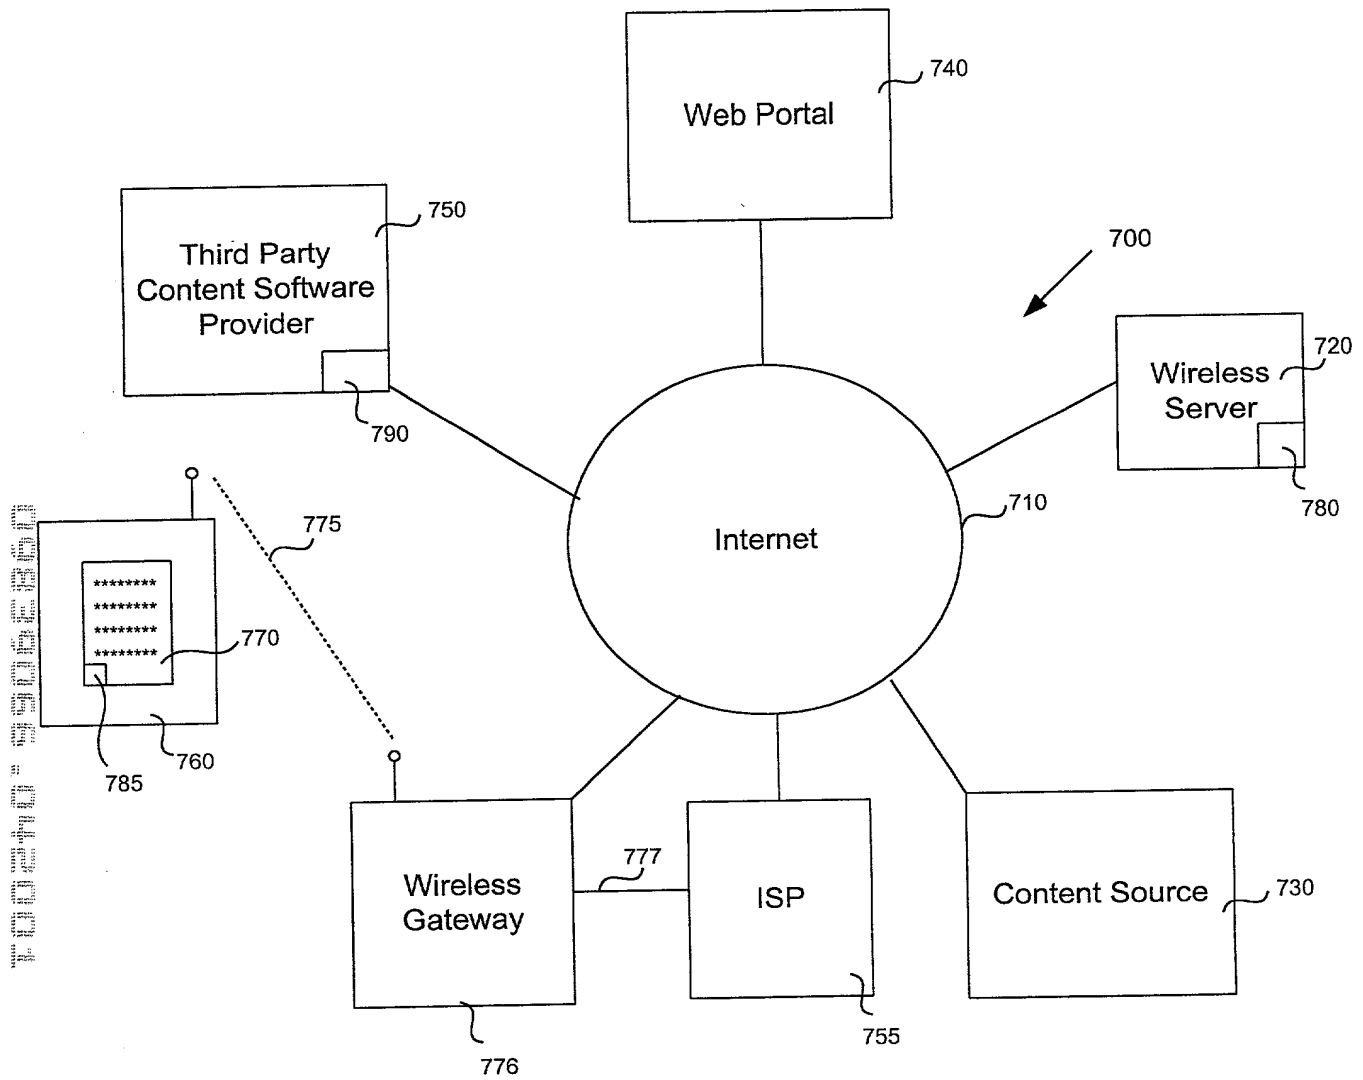 740
Web Portal
750
Third Party
Content Software
Provider
790
700
720
Wireless
Server
780
710
Internet
775
********
********
********
********
770
760
785
777
Wireless
Gateway
ISP
Content Source
730
755
776